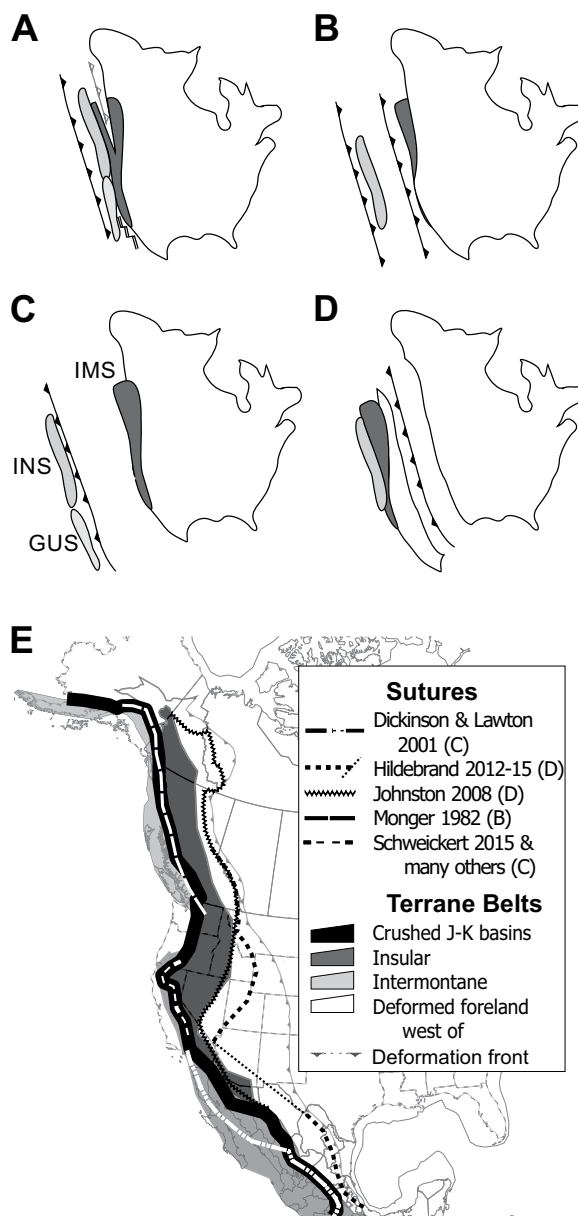 A
B
C
D
IMS
INS
GUS
E
Sutures
Dickinson & Lawton
2001 (C)
Hildebrand 2012-15 (D)
Johnston 2008 (D)
Monger 1982 (B)
Schweickert 2015 &
many others (C)
Terrane Belts
Crushed J-K basins
Insular
Intermontane
Deformed foreland
west of
Deformation front